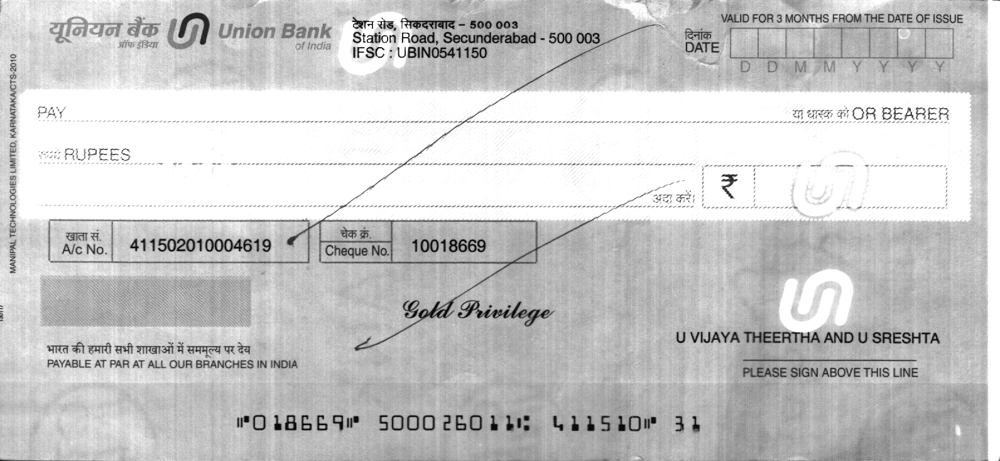 यूनियन बैंक
ऑफ इंडिया
Union Bank
of India
टेशन रोड, सिकदराबाद – 500 003
Station Road, Secunderabad - 500 003
IFSC : UBIN0541150
VALID FOR 3 MONTHS FROM THE DATE OF ISSUE
दिनांक
DATE
D D M M Y Y Y Y
MANIPAL TECHNOLOGIES LIMITED, KARNATAKA/CTS-2010
PAY
या धारक को OR BEARER
रुपये RUPEES
अदा करें।
₹
खाता सं.
A/c No.
411502010004619
चेक क्रं.
Cheque No.
10018669
Gold Privilege
भारत की हमारी सभी शाखाओं में सममूल्य पर देय
PAYABLE AT PAR AT ALL OUR BRANCHES IN INDIA
U VIJAYA THEERTHA AND U SRESHTA
PLEASE SIGN ABOVE THIS LINE
⑈018669⑈ 500026011⑆ 411510⑈ 31